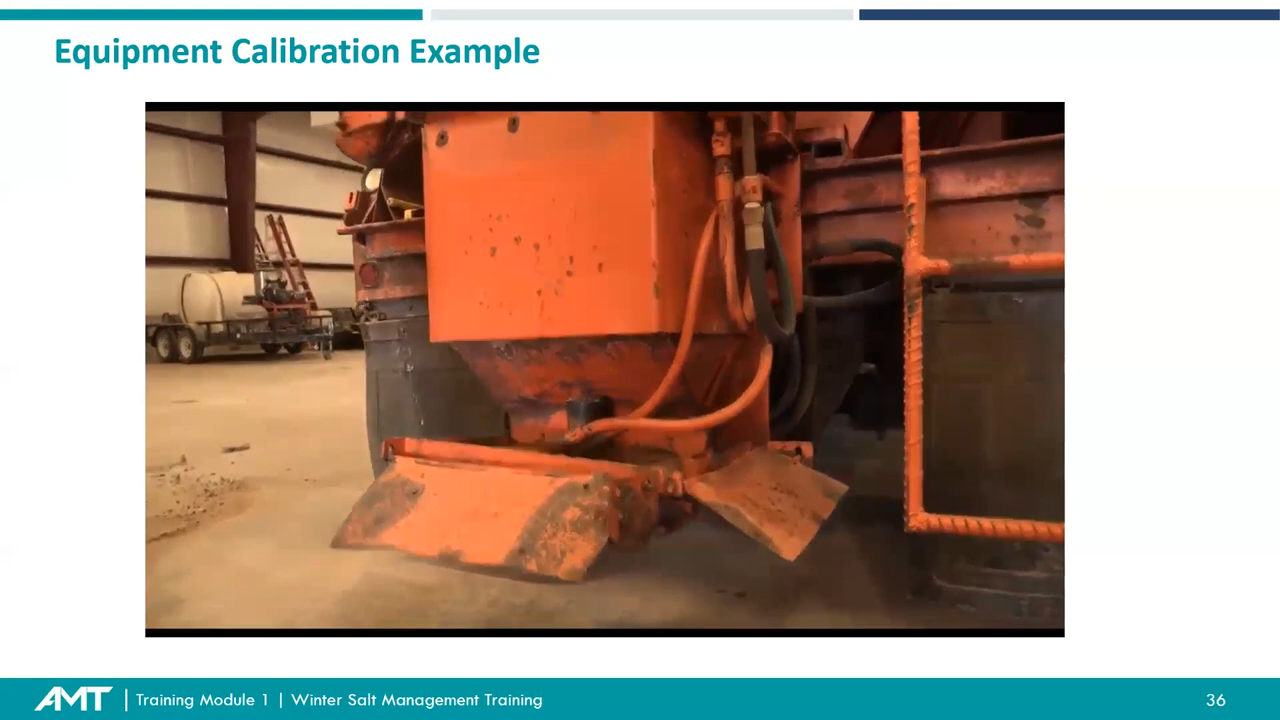 Equipment Calibration Example
AMT | Training Module 1 | Winter Salt Management Training
36